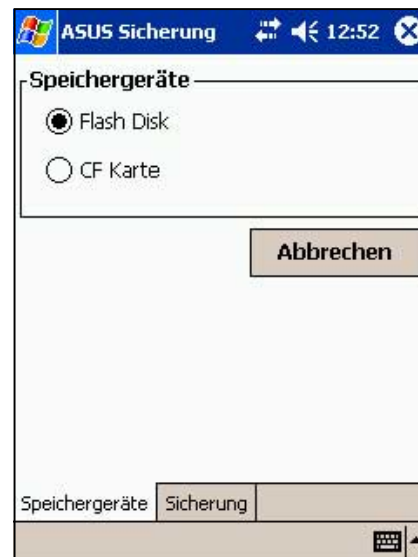 ASUS Sicherung 12:52
Speichergeräte
Flash Disk
CF Karte
Abbrechen
Speichergeräte Sicherung